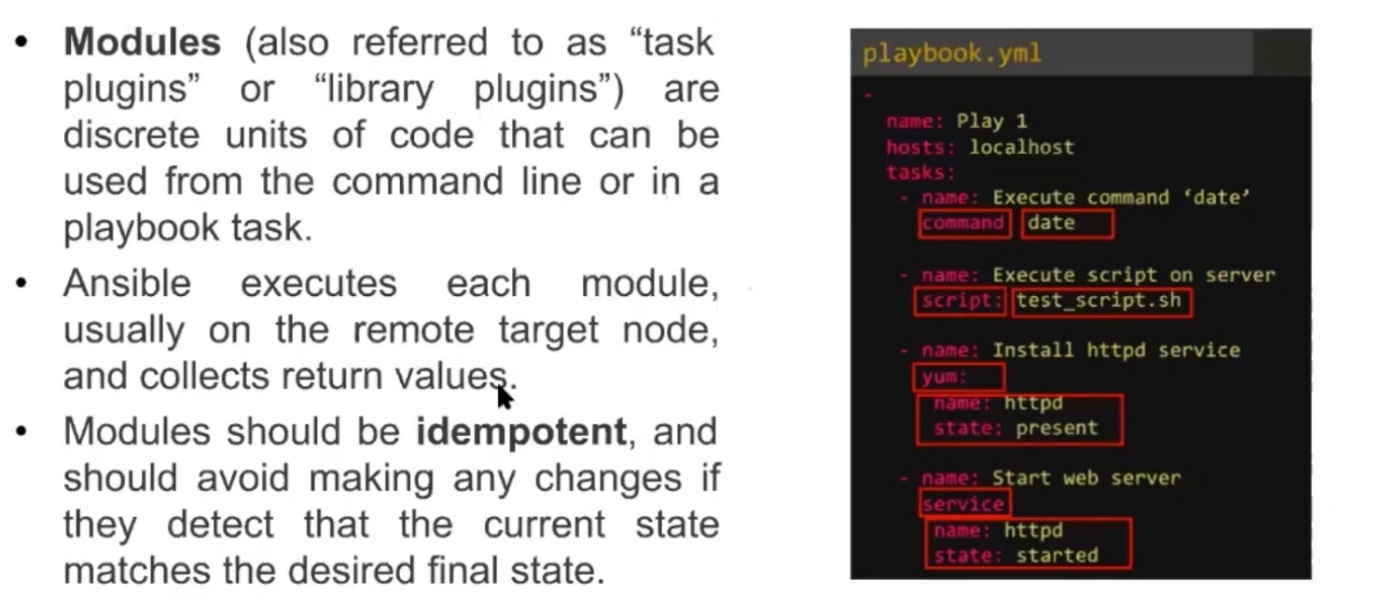 • Modules (also referred to as “task
plugins” or “library plugins”) are
discrete units of code that can be
used from the command line or in a
playbook task.
• Ansible executes each module,
usually on the remote target node,
and collects return values.
• Modules should be idempotent, and
should avoid making any changes if
they detect that the current state
matches the desired final state.
playbook.yml
-
name: Play 1
hosts: localhost
tasks:
- name: Execute command ‘date’
command date
- name: Execute script on server
script: test_script.sh
- name: Install httpd service
yum:
name: httpd
state: present
- name: Start web server
service
name: httpd
state: started